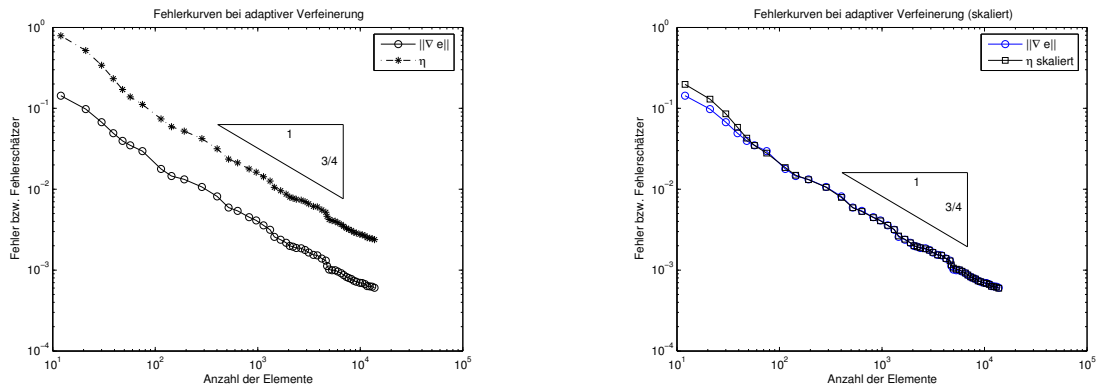 Fehlerkurven bei adaptiver Verfeinerung
10^0
10^-1
10^-2
10^-3
10^-4
Fehler bzw. Fehlerschätzer
||∇ e||
η
1
3/4
10^1
10^2
10^3
10^4
10^5
Anzahl der Elemente
Fehlerkurven bei adaptiver Verfeinerung (skaliert)
10^0
10^-1
10^-2
10^-3
10^-4
Fehler bzw. Fehlerschätzer
||∇ e||
η skaliert
1
3/4
10^1
10^2
10^3
10^4
10^5
Anzahl der Elemente